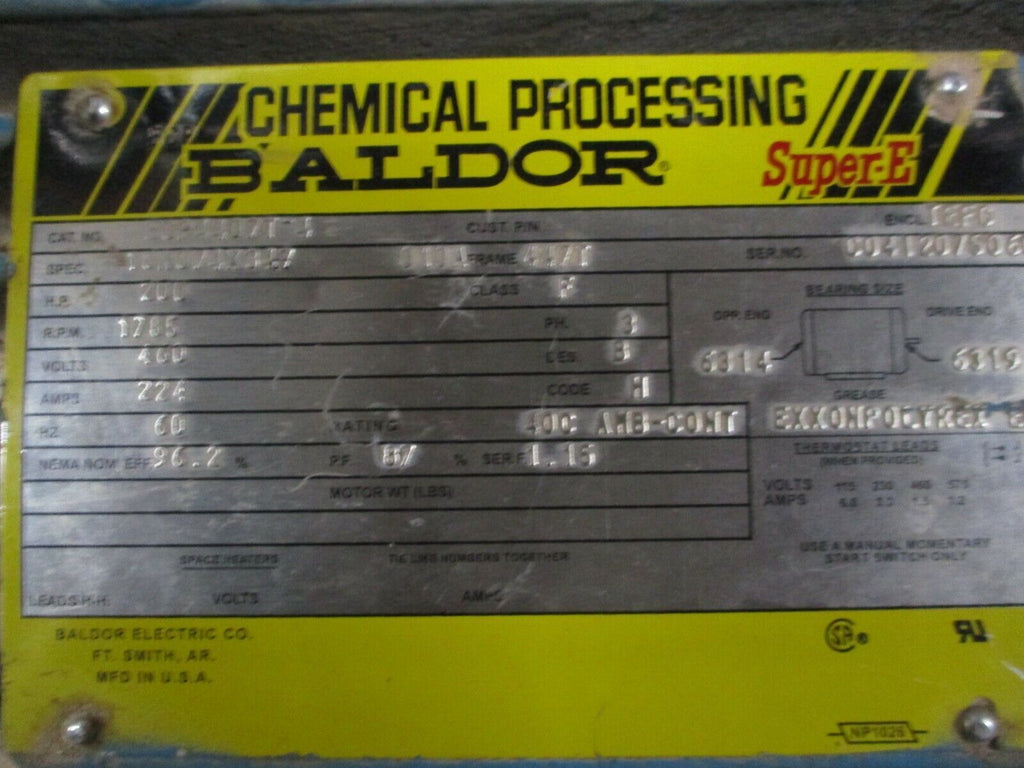 CHEMICAL PROCESSING
BALDOR® Super-E
CAT. NO. CUST. P/N ENCL.
SPEC. FRAME SER.NO. C041207506
H.P. 200 CLASS F BEARING SIZE
R.P.M. 1785 PH. 3 OPP. END DRIVE END
VOLTS 460 DES. B 6314 6319
AMPS 226 CODE GREASE
HZ 60 RATING 40C AMB-CONT
NEMA NOM. EFF. 96.2 % P.F. 87 % SER.F. 1.15 THERMOSTAT LEADS
(WHEN PROVIDED)
MOTOR WT (LBS) VOLTS 115 230 460 575
AMPS
USE A MANUAL MOMENTARY
START SWITCH ONLY
SPACE HEATERS TIE LIKE NUMBERS TOGETHER
LEADS H-H: VOLTS AMPS
BALDOR ELECTRIC CO.
FT. SMITH, AR.
MFD IN U.S.A.
NP1026